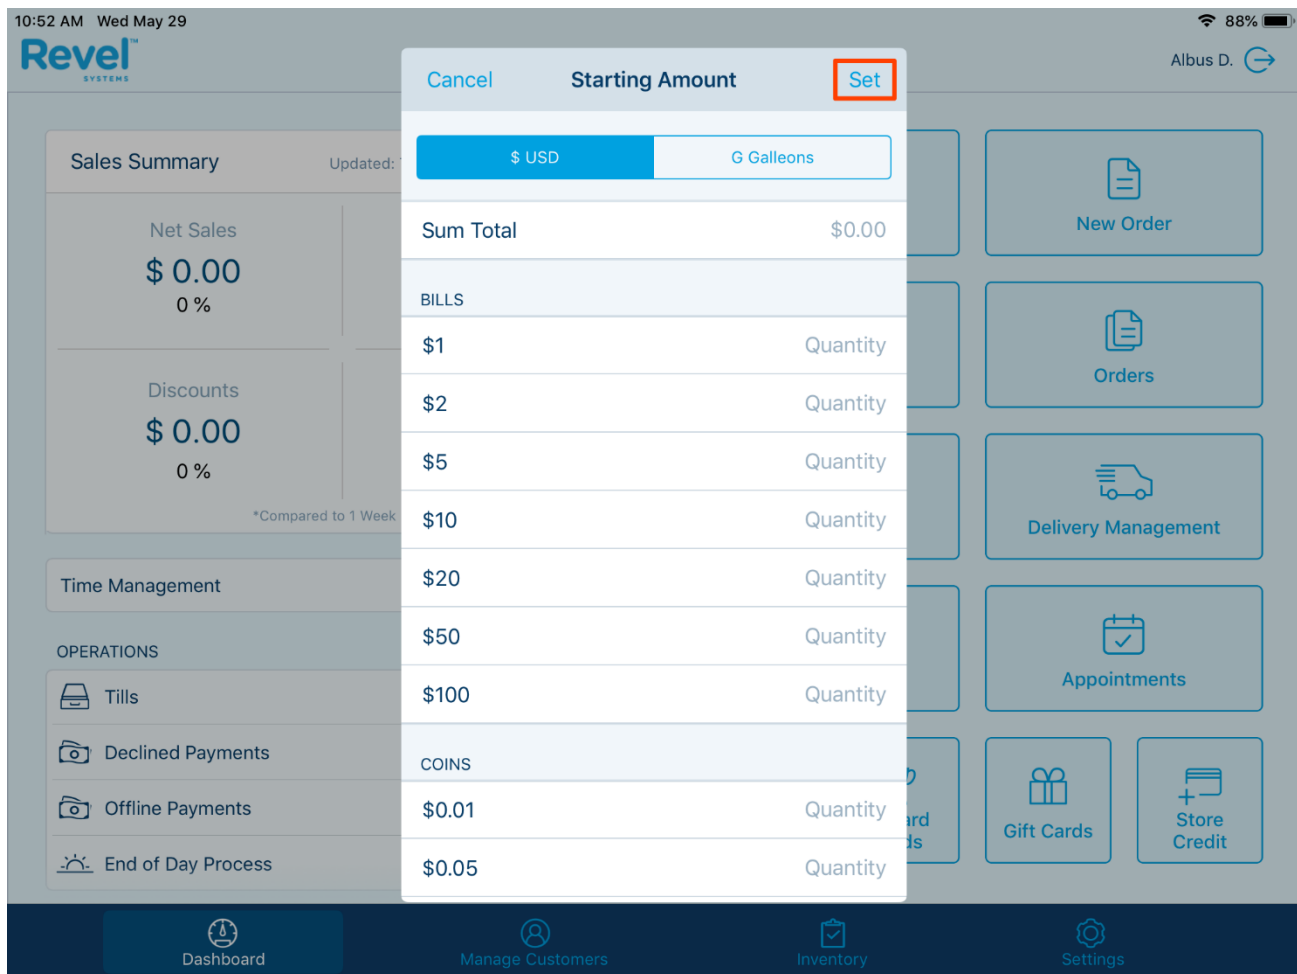 10:52 AM Wed May 29
88%
Revel™
SYSTEMS
Albus D.
Cancel
Starting Amount
Set
$ USD
G Galleons
Sum Total
$0.00
BILLS
$1
Quantity
$2
Quantity
$5
Quantity
$10
Quantity
$20
Quantity
$50
Quantity
$100
Quantity
COINS
$0.01
Quantity
$0.05
Quantity
Sales Summary
Updated:
Net Sales
$ 0.00
0 %
Discounts
$ 0.00
0 %
*Compared to 1 Week
Time Management
OPERATIONS
Tills
Declined Payments
Offline Payments
End of Day Process
New Order
Orders
Delivery Management
Appointments
Gift Cards
Store
Credit
Dashboard
Manage Customers
Inventory
Settings